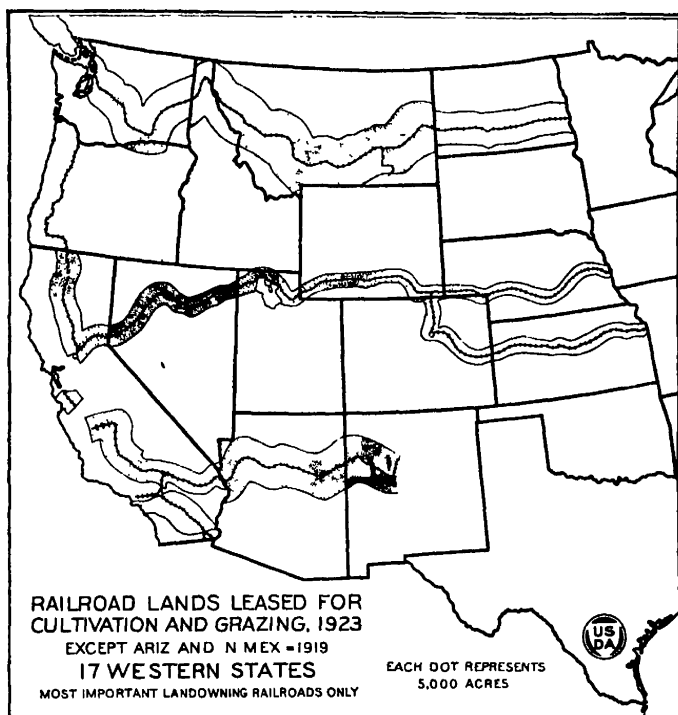 RAILROAD LANDS LEASED FOR
CULTIVATION AND GRAZING, 1923
EXCEPT ARIZ AND N MEX =1919
17 WESTERN STATES
MOST IMPORTANT LANDOWNING RAILROADS ONLY
EACH DOT REPRESENTS
5,000 ACRES
US
DA